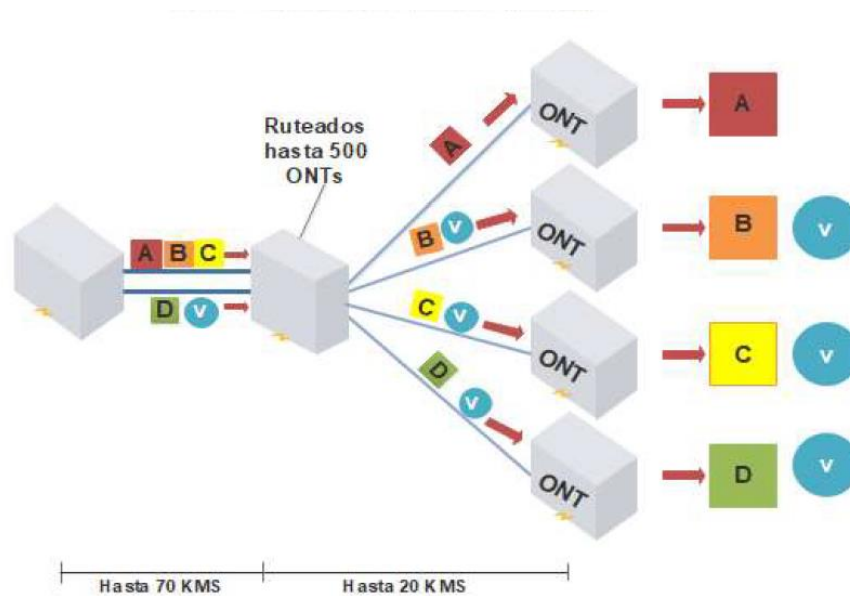 Ruteados
hasta 500
ONTs
A B C
D V
A
B V
C V
D V
ONT
ONT
ONT
ONT
A
B V
C V
D V
Hasta 70 KMS
Hasta 20 KMS